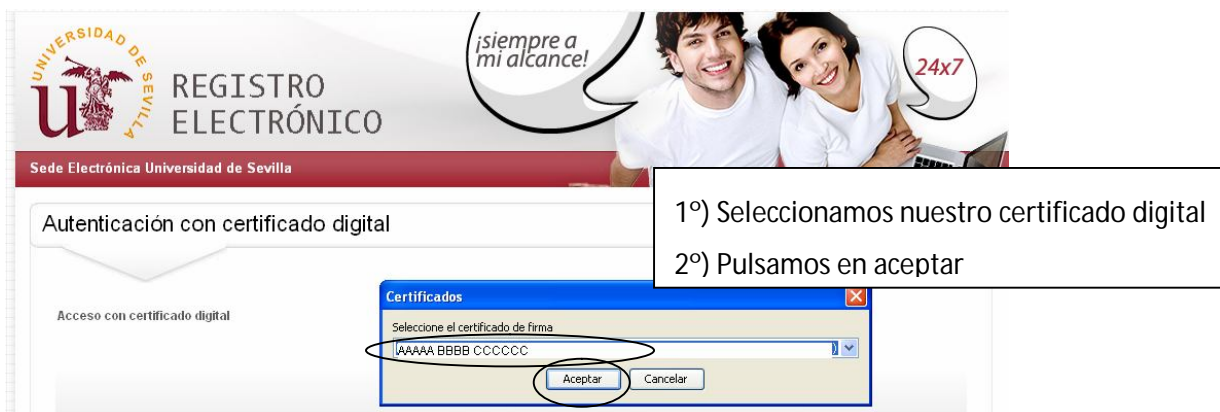 UNIVERSIDAD DE SEVILLA
¡siempre a
mi alcance!
24x7
REGISTRO
ELECTRÓNICO
Sede Electrónica Universidad de Sevilla
1º) Seleccionamos nuestro certificado digital
2º) Pulsamos en aceptar
Autenticación con certificado digital
Acceso con certificado digital
Certificados
Seleccione el certificado de firma
AAAAA BBBB CCCCCC )
Aceptar Cancelar